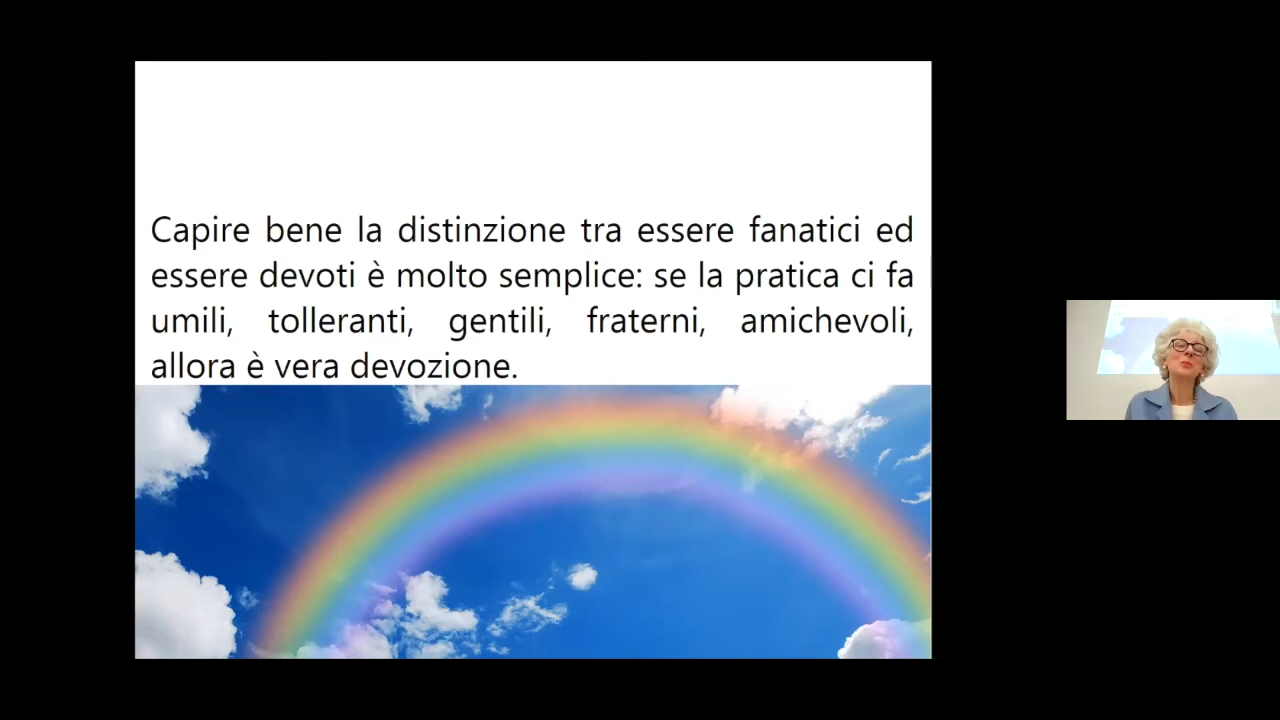 Capire bene la distinzione tra essere fanatici ed
essere devoti è molto semplice: se la pratica ci fa
umili, tolleranti, gentili, fraterni, amichevoli,
allora è vera devozione.